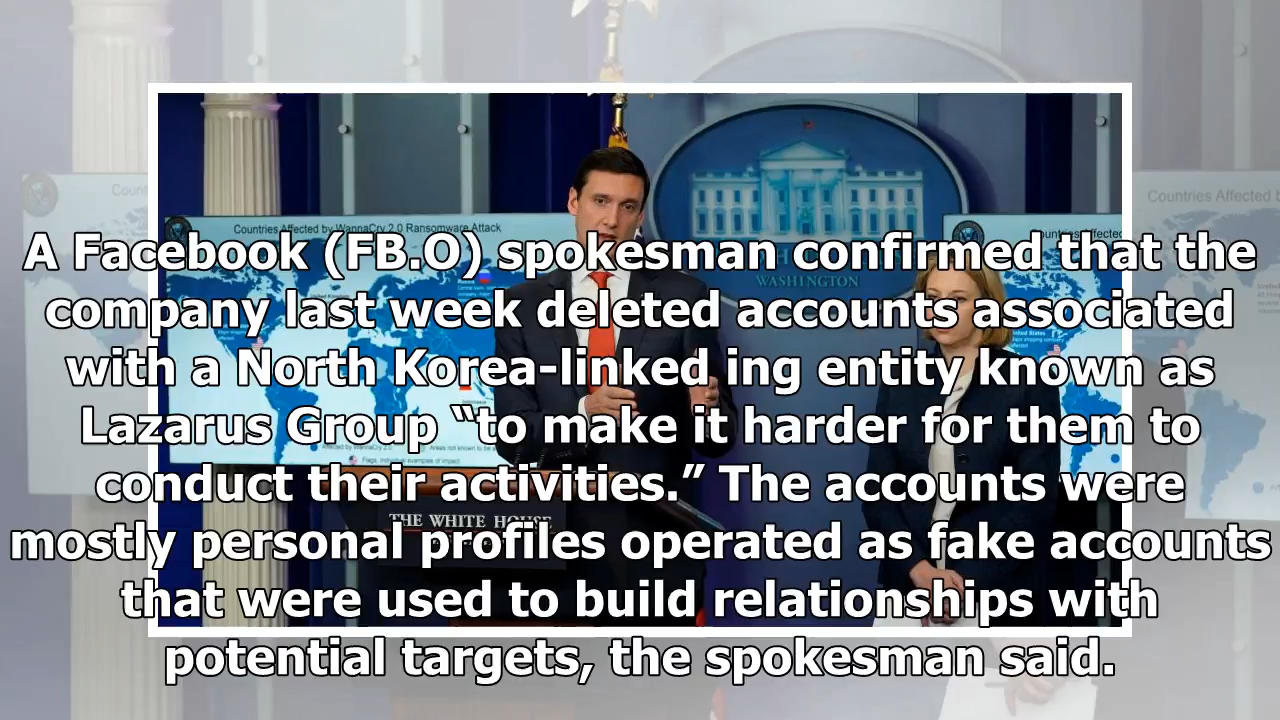 A Facebook (FB.O) spokesman confirmed that the
company last week deleted accounts associated
with a North Korea-linked ing entity known as
Lazarus Group “to make it harder for them to
conduct their activities.” The accounts were
mostly personal profiles operated as fake accounts
that were used to build relationships with
potential targets, the spokesman said.
Countries Affected by WannaCry 2.0 Ransomware Attack
Countries Affected
WASHINGTON
THE WHITE HOUSE
Countries Affected b